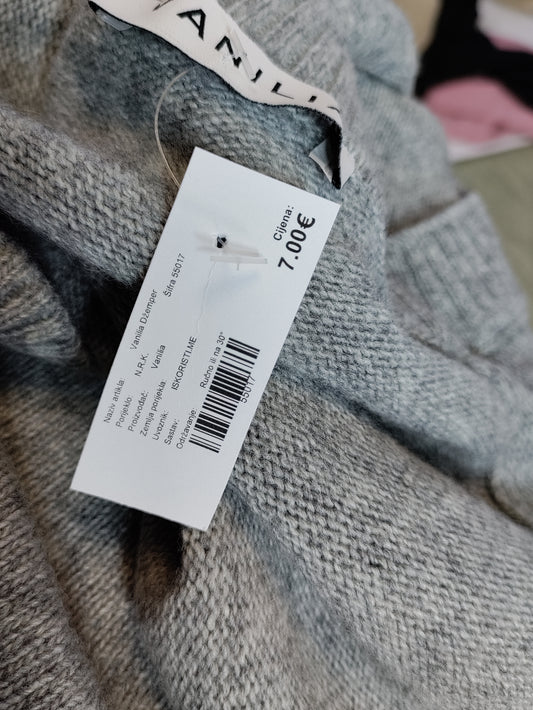 VANILIA
Cijena:
7.00€
Naziv artikla Vanilia Džemper Šifra 55017
Porijeklo: N.R.K.
Proizvođač: Vanilia
Zemlja porijekla
Uvoznik: ISKORISTI.ME
Sastav:
Održavanje: Ručno ili na 30°
55017